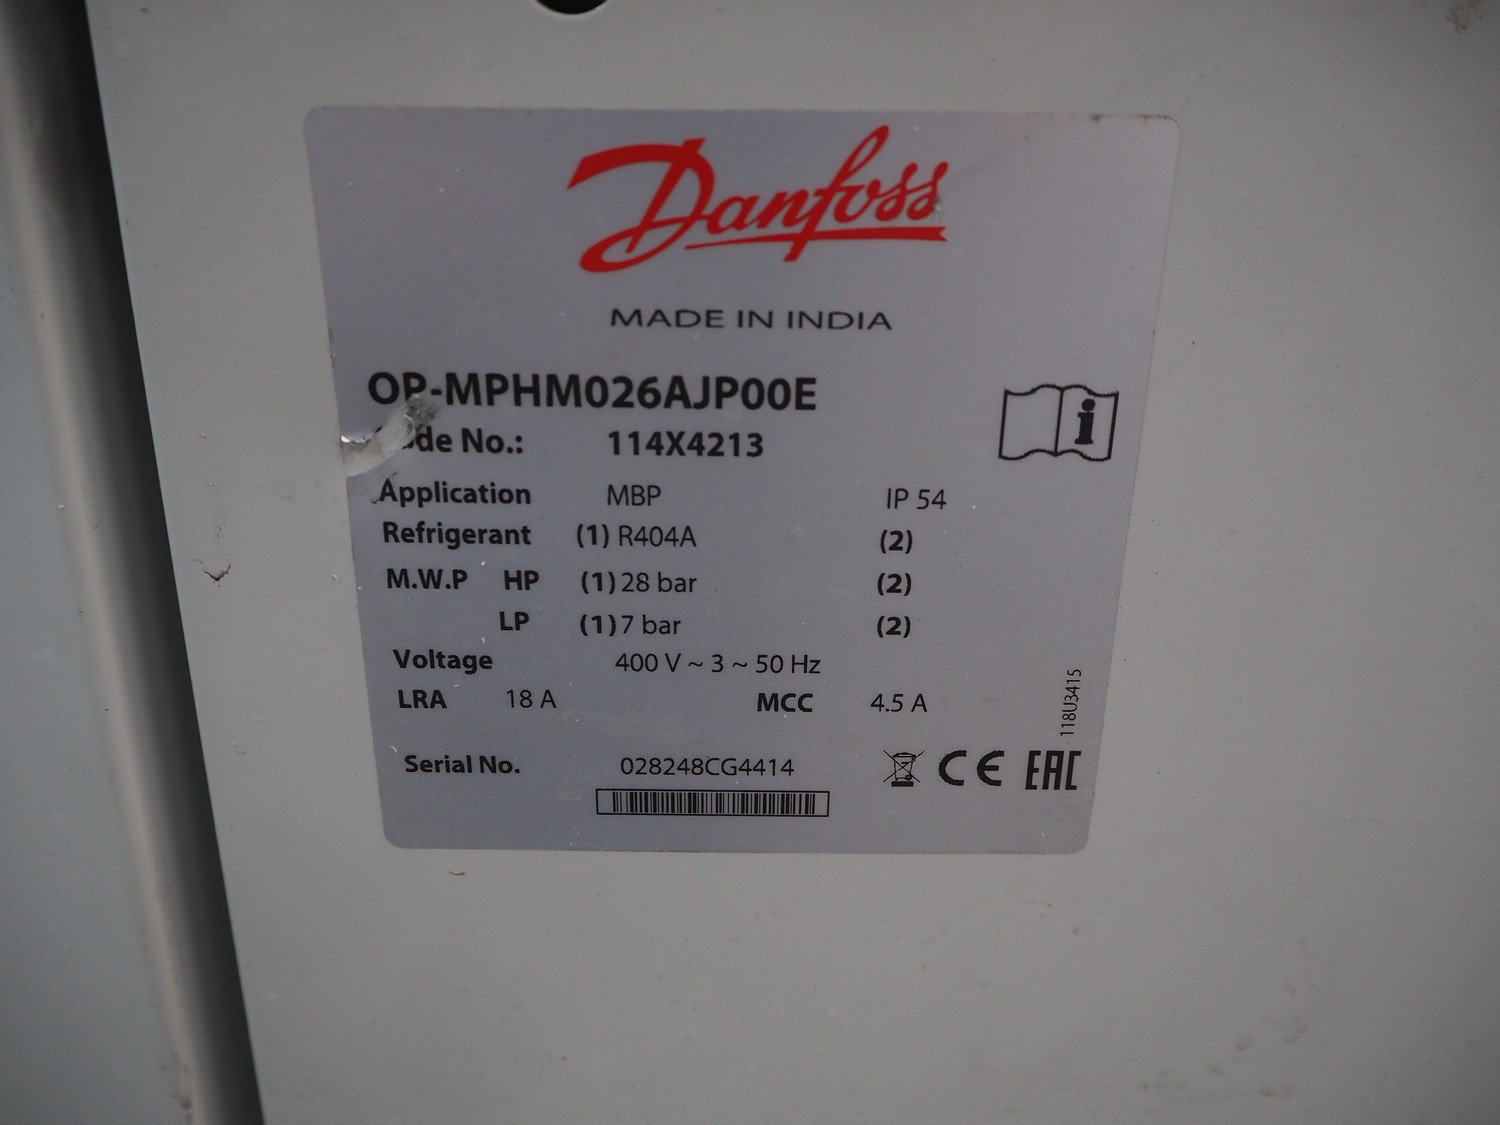 Danfoss
MADE IN INDIA
OP-MPHM026AJP00E
No.: 114X4213
Application MBP IP 54
Refrigerant (1) R404A (2)
M.W.P HP (1) 28 bar (2)
LP (1) 7 bar (2)
Voltage 400 V ~ 3 ~ 50 Hz
LRA 18 A MCC 4.5 A
118U3415
Serial No. 028248CG4414
CE EAC